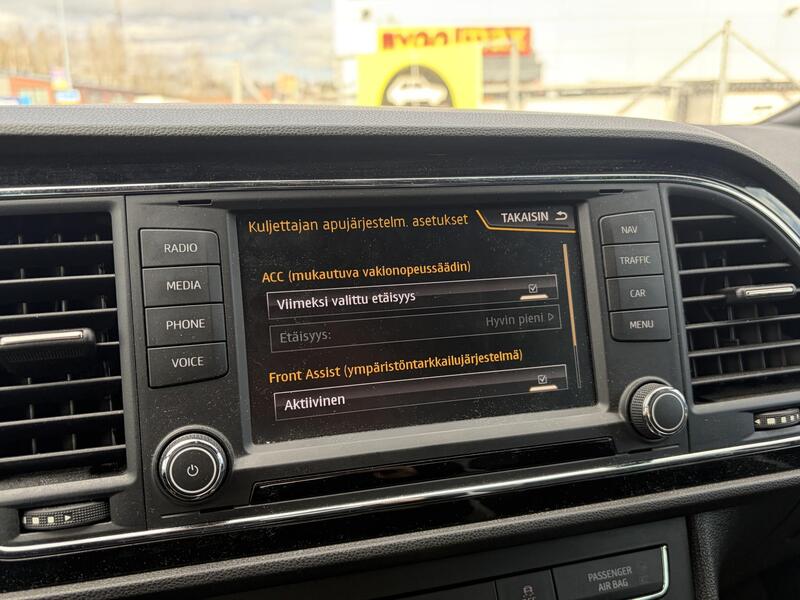 BYGGmax
Kuljettajan apujärjestelm. asetukset
TAKAISIN
RADIO
MEDIA
PHONE
VOICE
ACC (mukautuva vakionopeussäädin)
Viimeksi valittu etäisyys
Etäisyys:
Hyvin pieni
Front Assist (ympäristöntarkkailujärjestelmä)
Aktiivinen
NAV
TRAFFIC
CAR
MENU
PASSENGER
AIR BAG